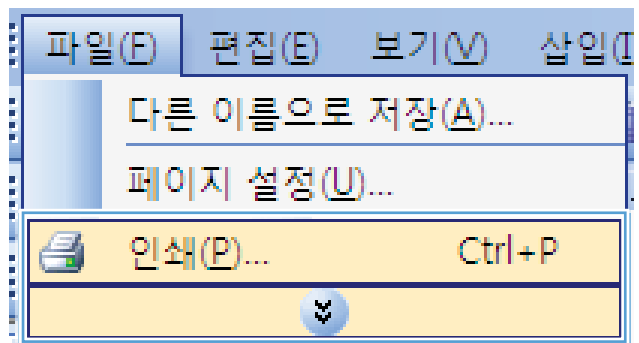 파일(F) 편집(E) 보기(V) 삽입(I
다른 이름으로 저장(A)...
페이지 설정(U)...
인쇄(P)... Ctrl+P